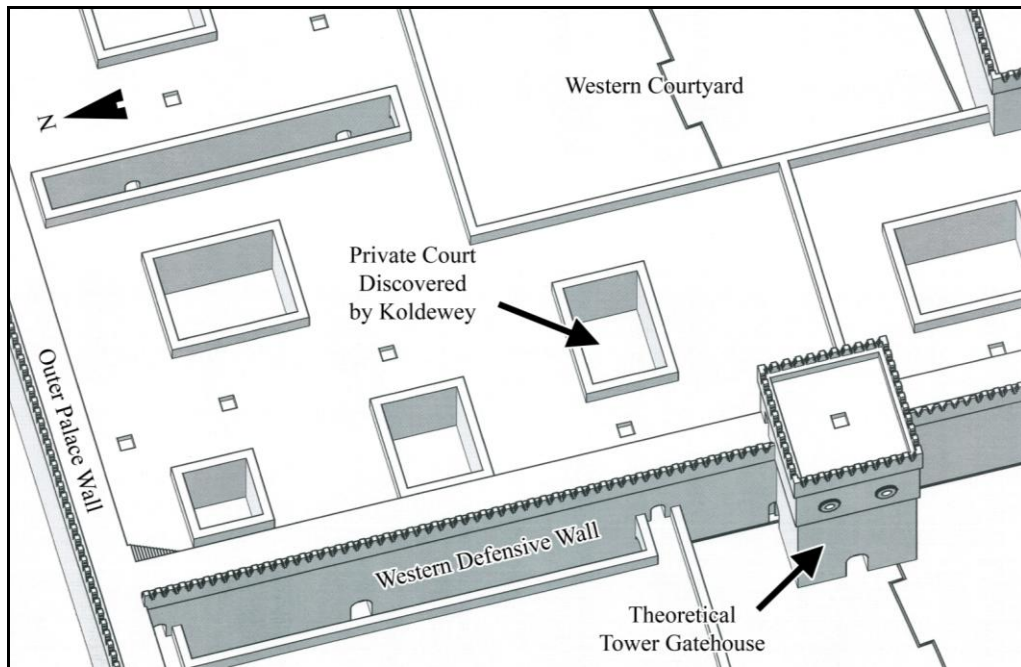 Western Courtyard
N
Private Court
Discovered
by Koldewey
Outer Palace Wall
Western Defensive Wall
Theoretical
Tower Gatehouse